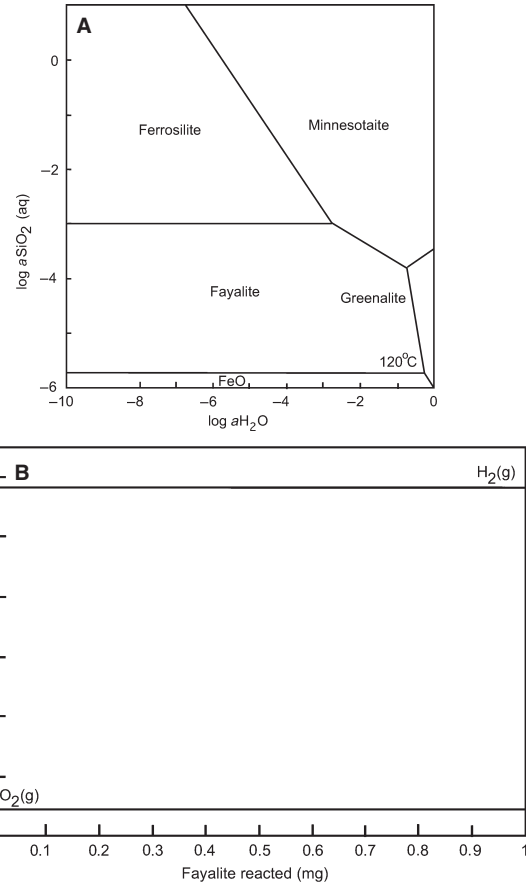 A
0
−2
−4
−6
log aSiO2 (aq)
Ferrosilite
Minnesotaite
Fayalite
Greenalite
120°C
FeO
−10
−8
−6
−4
−2
0
log aH2O
B
H2(g)
O2(g)
0.1
0.2
0.3
0.4
0.5
0.6
0.7
0.8
0.9
1
Fayalite reacted (mg)